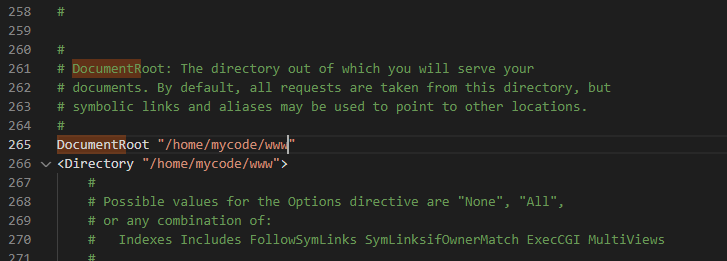 258 #
259
260 #
261 # DocumentRoot: The directory out of which you will serve your
262 # documents. By default, all requests are taken from this directory, but
263 # symbolic links and aliases may be used to point to other locations.
264 #
265 DocumentRoot "/home/mycode/www"
266 <Directory "/home/mycode/www">
267 #
268 # Possible values for the Options directive are "None", "All",
269 # or any combination of:
270 #   Indexes Includes FollowSymLinks SymLinksifOwnerMatch ExecCGI MultiViews
271 #